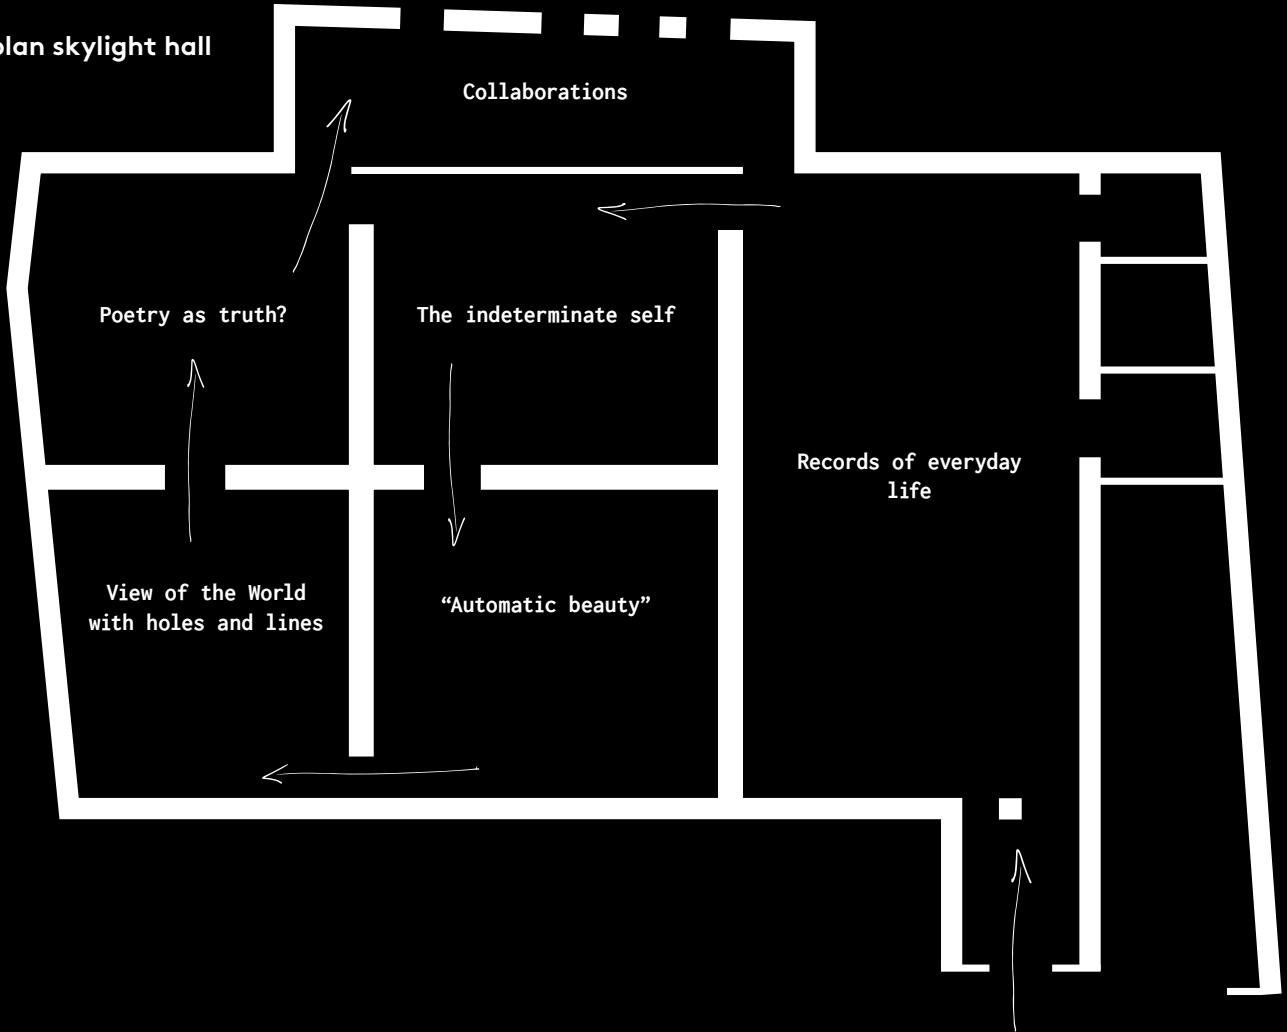 plan skylight hall
Collaborations
Poetry as truth?
The indeterminate self
Records of everyday
life
View of the World
with holes and lines
“Automatic beauty”